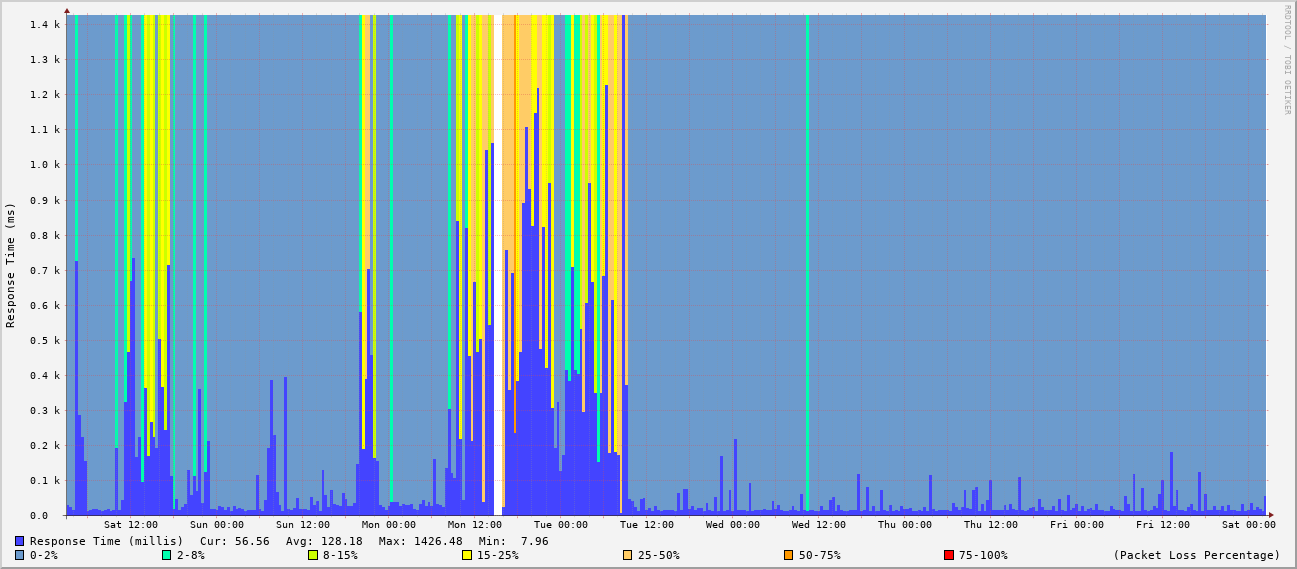 RRDTOOL / TOBI OETIKER
Response Time (ms)
1.4 k
1.3 k
1.2 k
1.1 k
1.0 k
0.9 k
0.8 k
0.7 k
0.6 k
0.5 k
0.4 k
0.3 k
0.2 k
0.1 k
0.0
Sat 12:00 Sun 00:00 Sun 12:00 Mon 00:00 Mon 12:00 Tue 00:00 Tue 12:00 Wed 00:00 Wed 12:00 Thu 00:00 Thu 12:00 Fri 00:00 Fri 12:00 Sat 00:00
Response Time (millis) Cur: 56.56 Avg: 128.18 Max: 1426.48 Min: 7.96
0-2% 2-8% 8-15% 15-25% 25-50% 50-75% 75-100% (Packet Loss Percentage)